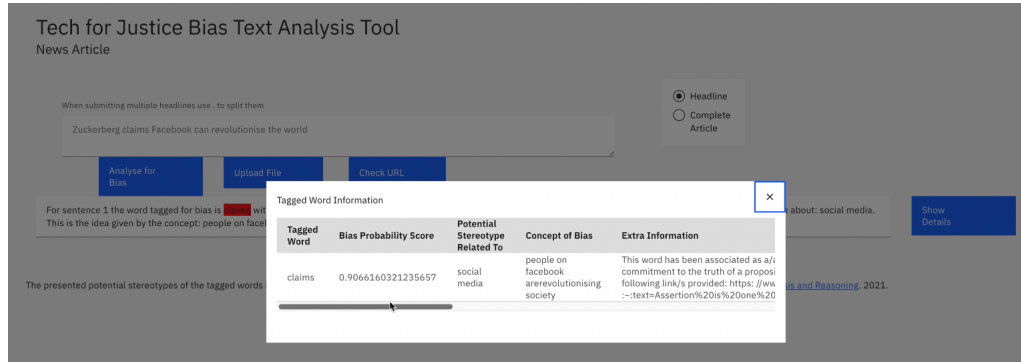 Tech for Justice Bias Text Analysis Tool
News Article
When submitting multiple headlines use . to split them
Zuckerberg claims Facebook can revolutionise the world
Headline
Complete
Article
Analyse for
Bias
Upload File
Check URL
For sentence 1 the word tagged for bias is claims wit
e about: social media.
This is the idea given by the concept: people on facel
Show
Details
Tagged Word Information
×
Tagged
Word
Bias Probability Score
Potential
Stereotype
Related To
Concept of Bias
Extra Information
claims
0.9066160321235657
social
media
people on
facebook
arerevolutionising
society
This word has been associated as a/a
commitment to the truth of a proposi
following link/s provided: https: //ww
:~:text=Assertion%20is%20one%20
The presented potential stereotypes of the tagged words
is and Reasoning. 2021.